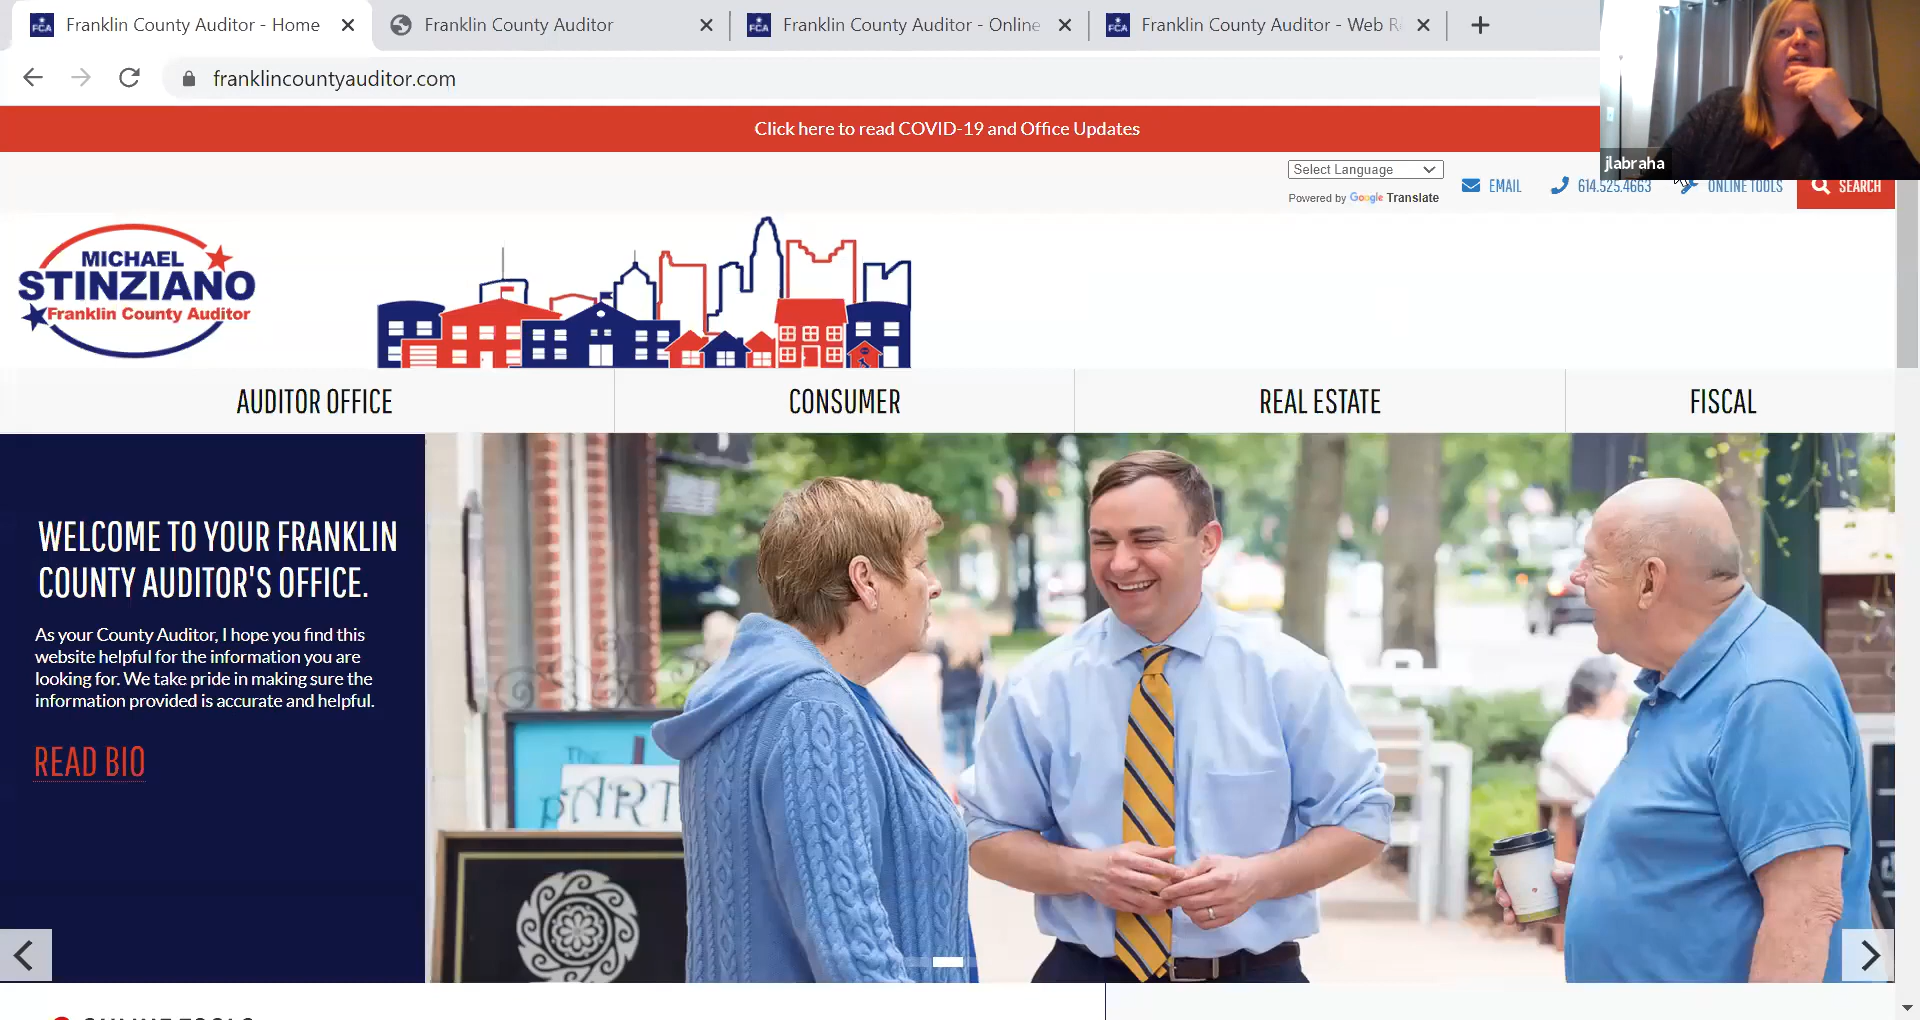 Franklin County Auditor - Home
Franklin County Auditor
Franklin County Auditor - Online
Franklin County Auditor - Web R
franklincountyauditor.com
Click here to read COVID-19 and Office Updates
jlabraha
Select Language
Powered by Google Translate
EMAIL
614.525.4663
ONLINE TOOLS
SEARCH
MICHAEL
STINZIANO
Franklin County Auditor
AUDITOR OFFICE
CONSUMER
REAL ESTATE
FISCAL
WELCOME TO YOUR FRANKLIN
COUNTY AUDITOR'S OFFICE.
As your County Auditor, I hope you find this
website helpful for the information you are
looking for. We take pride in making sure the
information provided is accurate and helpful.
READ BIO
The
pART
ONLINE TOOLS